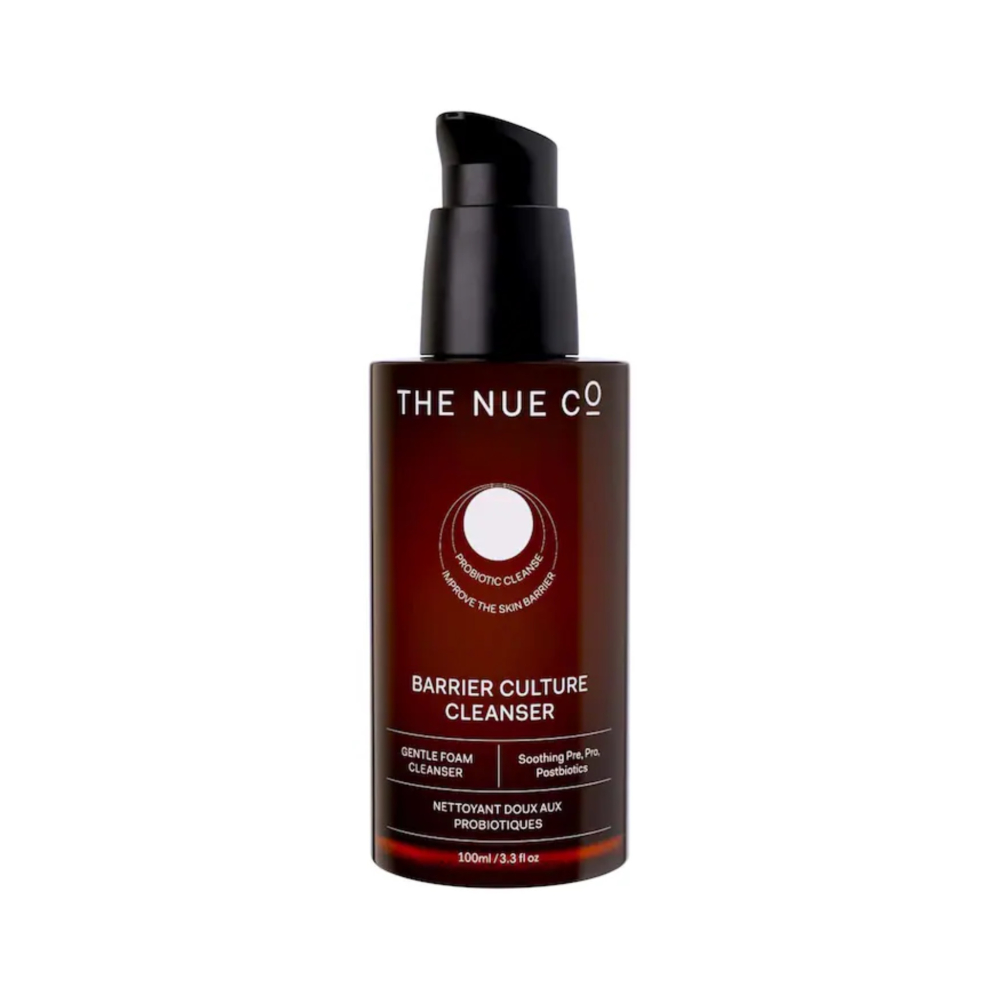 THE NUE CO
PROBIOTIC CLEANSE
IMPROVE THE SKIN BARRIER
BARRIER CULTURE
CLEANSER
GENTLE FOAM
CLEANSER
Soothing Pre, Pro,
Postbiotics
NETTOYANT DOUX AUX
PROBIOTIQUES
100ml / 3.3 fl oz